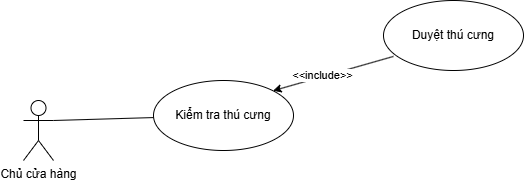 Duyệt thú cưng
<<include>>
Kiểm tra thú cưng
Chủ cửa hàng